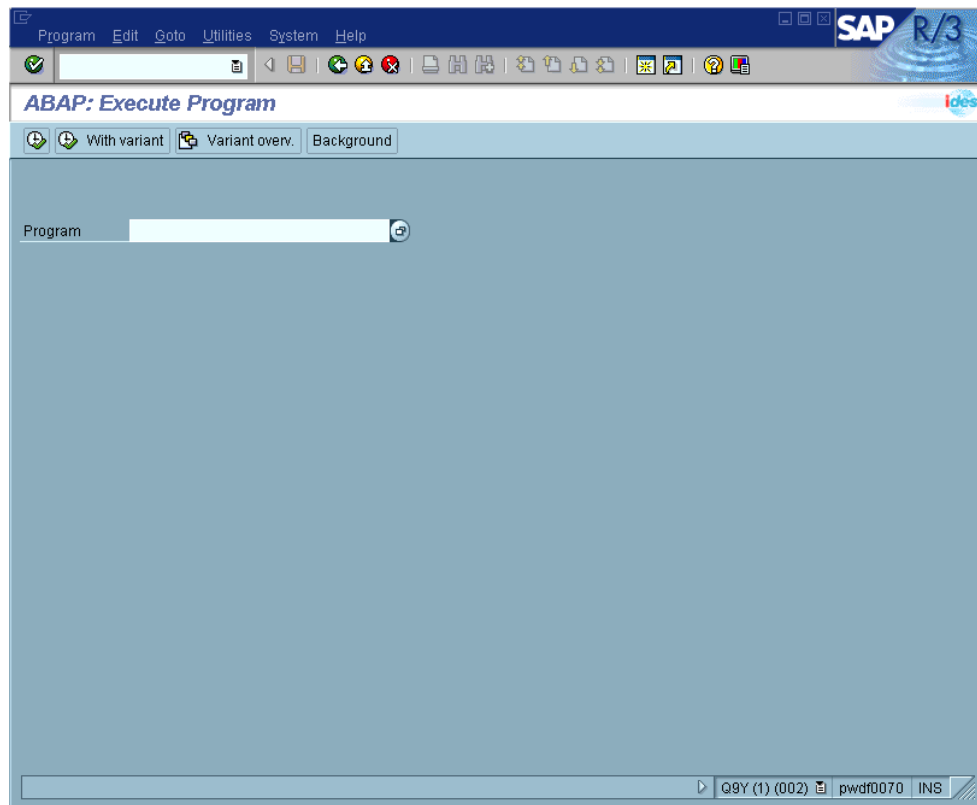 Program Edit Goto Utilities System Help
SAP R/3
ABAP: Execute Program
ides
With variant Variant overv. Background
Program
Q9Y (1) (002) pwdf0070 INS